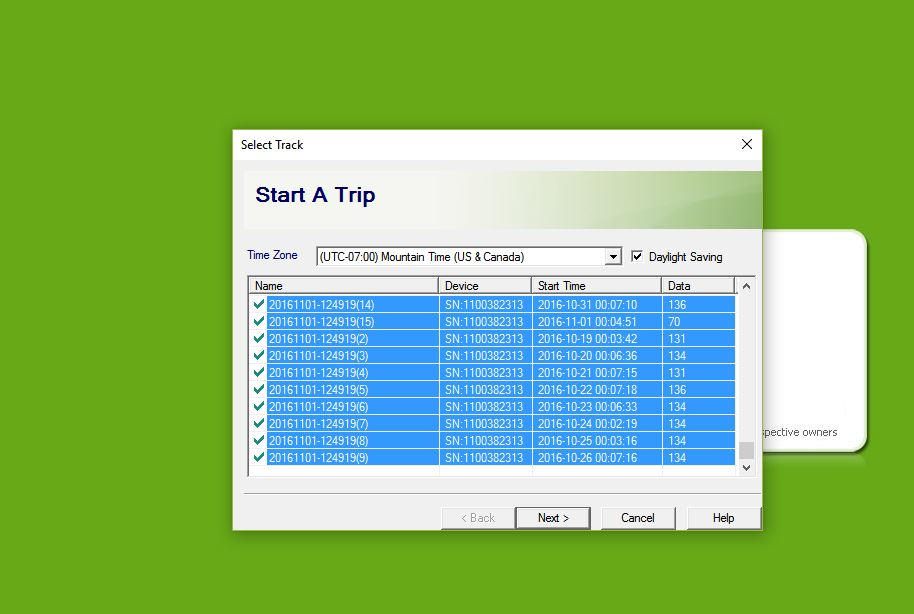 Select Track
Start A Trip
Time Zone (UTC-07:00) Mountain Time (US & Canada) Daylight Saving
Name Device Start Time Data
20161101-124919(14) SN:1100382313 2016-10-31 00:07:10 136
20161101-124919(15) SN:1100382313 2016-11-01 00:04:51 70
20161101-124919(2) SN:1100382313 2016-10-19 00:03:42 131
20161101-124919(3) SN:1100382313 2016-10-20 00:06:36 134
20161101-124919(4) SN:1100382313 2016-10-21 00:07:15 131
20161101-124919(5) SN:1100382313 2016-10-22 00:07:18 136
20161101-124919(6) SN:1100382313 2016-10-23 00:06:33 134
20161101-124919(7) SN:1100382313 2016-10-24 00:02:19 134
20161101-124919(8) SN:1100382313 2016-10-25 00:03:16 134
20161101-124919(9) SN:1100382313 2016-10-26 00:07:16 134
spective owners
< Back Next > Cancel Help